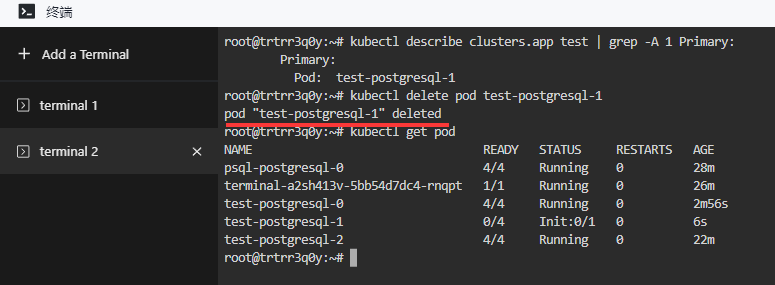 终端
Add a Terminal
terminal 1
terminal 2
root@trtrr3q0y:~# kubectl describe clusters.app test | grep -A 1 Primary:
Primary:
Pod: test-postgresql-1
root@trtrr3q0y:~# kubectl delete pod test-postgresql-1
pod "test-postgresql-1" deleted
root@trtrr3q0y:~# kubectl get pod
NAME READY STATUS RESTARTS AGE
psql-postgresql-0 4/4 Running 0 28m
terminal-a2sh413v-5bb54d7dc4-rnqpt 1/1 Running 0 26m
test-postgresql-0 4/4 Running 0 2m56s
test-postgresql-1 0/4 Init:0/1 0 6s
test-postgresql-2 4/4 Running 0 22m
root@trtrr3q0y:~#